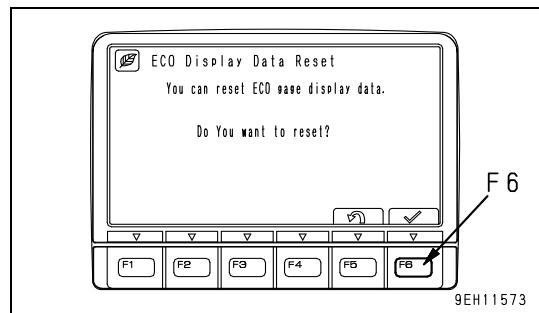 ECO Display Data Reset
You can reset ECO gage display data.
Do You want to reset?
F6
F1 F2 F3 F4 F5 F6
9EH11573